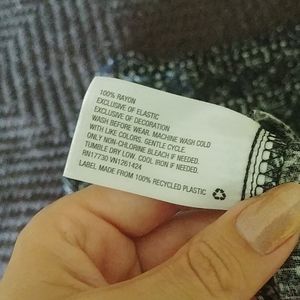 100% RAYON
EXCLUSIVE OF ELASTIC
EXCLUSIVE OF DECORATION
WASH BEFORE WEAR. MACHINE WASH COLD
WITH LIKE COLORS. GENTLE CYCLE.
ONLY NON-CHLORINE BLEACH IF NEEDED.
TUMBLE DRY LOW. COOL IRON IF NEEDED.
RN17730 VN1261424
LABEL MADE FROM 100% RECYCLED PLASTIC